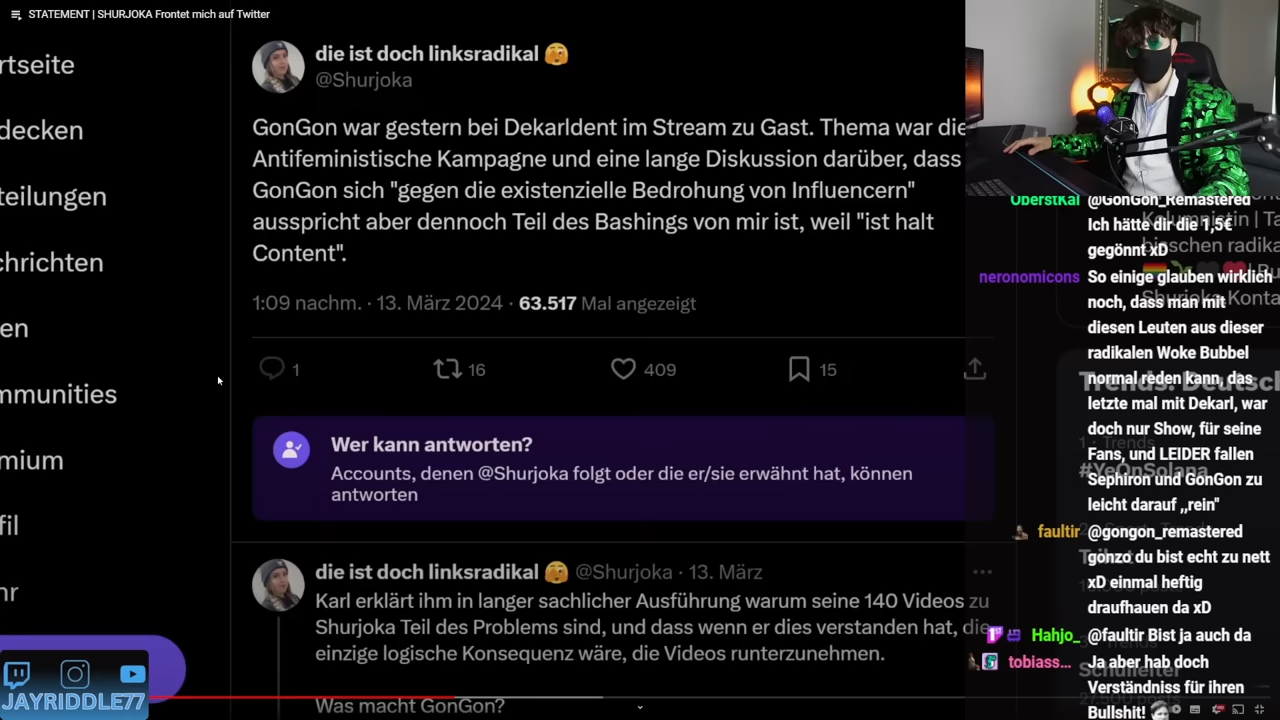 STATEMENT | SHURJOKA Frontet mich auf Twitter
rtseite
decken
teilungen
chrichten
en
mmunities
mium
fil
hr
die ist doch linksradikal 🫣
@Shurjoka
GonGon war gestern bei Dekarldent im Stream zu Gast. Thema war die
Antifeministische Kampagne und eine lange Diskussion darüber, dass
GonGon sich "gegen die existenzielle Bedrohung von Influencern"
ausspricht aber dennoch Teil des Bashings von mir ist, weil "ist halt
Content".
1:09 nachm. · 13. März 2024 · 63.517 Mal angezeigt
1 16 409 15
Wer kann antworten?
Accounts, denen @Shurjoka folgt oder die er/sie erwähnt hat, können
antworten
die ist doch linksradikal 🫣 @Shurjoka · 13. März
Karl erklärt ihm in langer sachlicher Ausführung warum seine 140 Videos zu
Shurjoka Teil des Problems sind, und dass wenn er dies verstanden hat, die
einzige logische Konsequenz wäre, die Videos runterzunehmen.
Was macht GonGon?
OberstKal @GonGon_Remastered
Ich hätte dir die 1,5€
gegönnt xD
neronomicons So einige glauben wirklich
noch, dass man mit
diesen Leuten aus dieser
radikalen Woke Bubbel
normal reden kann, das
letzte mal mit Dekarl, war
doch nur Show, für seine
Fans, und LEIDER fallen
Sephiron und GonGon zu
leicht darauf ,,rein"
faultir @gongon_remastered
gonzo du bist echt zu nett
xD einmal heftig
draufhauen da xD
Hahjo_ @faultir Bist ja auch da
tobiass... Ja aber hab doch
Verständniss für ihren
Bullshit!
Kolumnistin | Ta
bisschen radika
Shurjoka Konta
Trends: Deutsch
1 · Trends
#YeOnSolana
JAYRIDDLE77